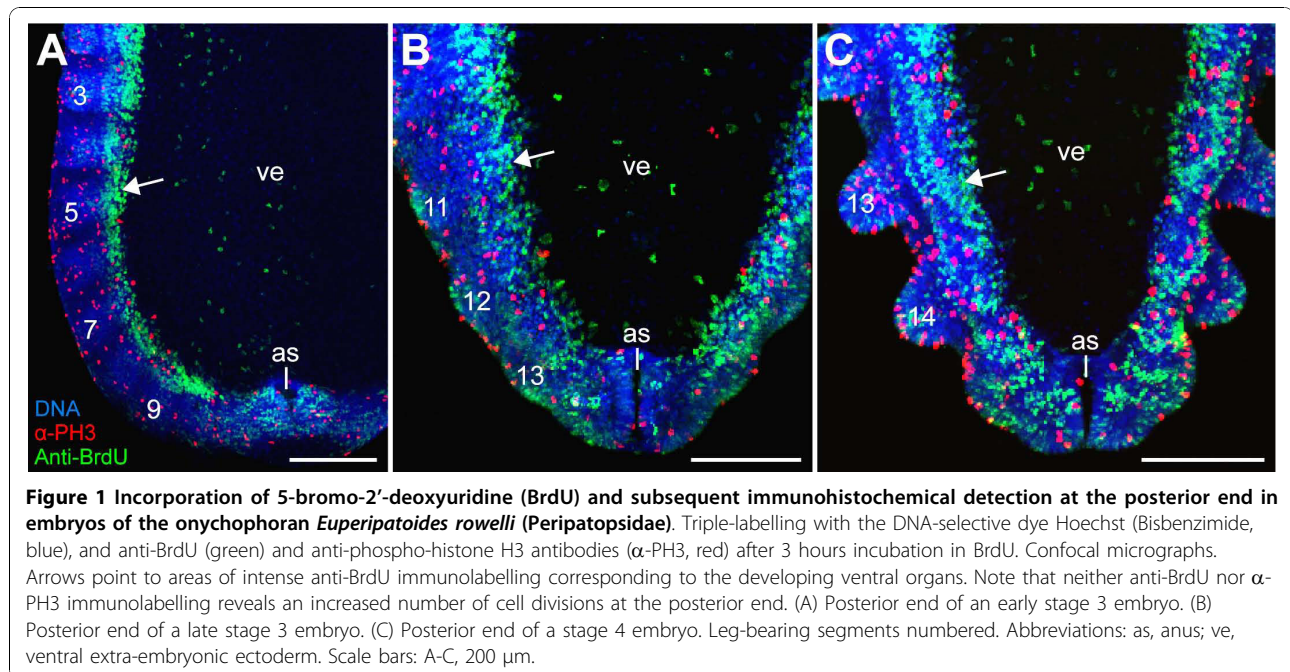 A
B
C
3
5
7
9
ve
as
11
12
13
ve
as
13
14
ve
as
DNA
α-PH3
Anti-BrdU
Figure 1 Incorporation of 5-bromo-2’-deoxyuridine (BrdU) and subsequent immunohistochemical detection at the posterior end in
embryos of the onychophoran Euperipatoides rowelli (Peripatopsidae). Triple-labelling with the DNA-selective dye Hoechst (Bisbenzimide,
blue), and anti-BrdU (green) and anti-phospho-histone H3 antibodies (α-PH3, red) after 3 hours incubation in BrdU. Confocal micrographs.
Arrows point to areas of intense anti-BrdU immunolabelling corresponding to the developing ventral organs. Note that neither anti-BrdU nor α-
PH3 immunolabelling reveals an increased number of cell divisions at the posterior end. (A) Posterior end of an early stage 3 embryo. (B)
Posterior end of a late stage 3 embryo. (C) Posterior end of a stage 4 embryo. Leg-bearing segments numbered. Abbreviations: as, anus; ve,
ventral extra-embryonic ectoderm. Scale bars: A-C, 200 μm.